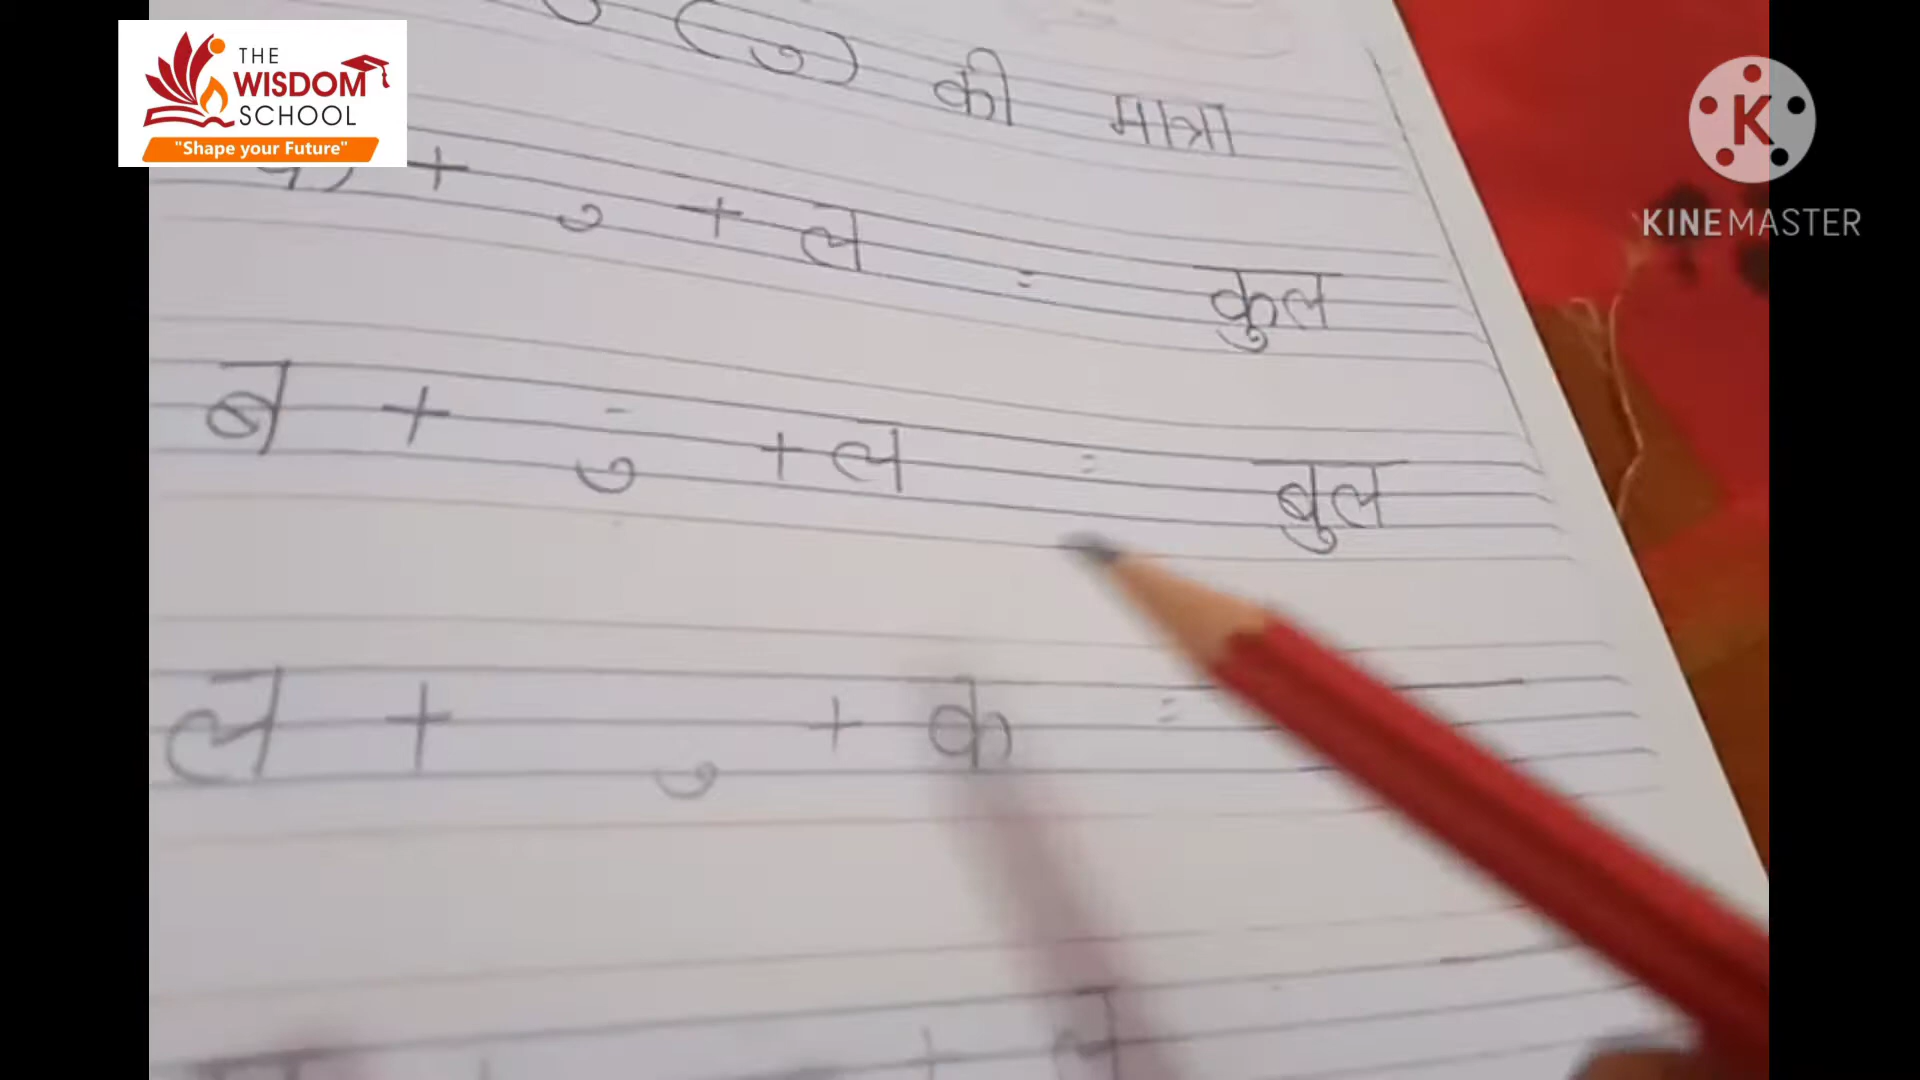 THE
WISDOM
SCHOOL
"Shape your Future"
K
KINEMASTER
ु की मात्रा
+ ु + ल = कुल
ब + ु + ल = बुल
ल + ु + क =
+ ल